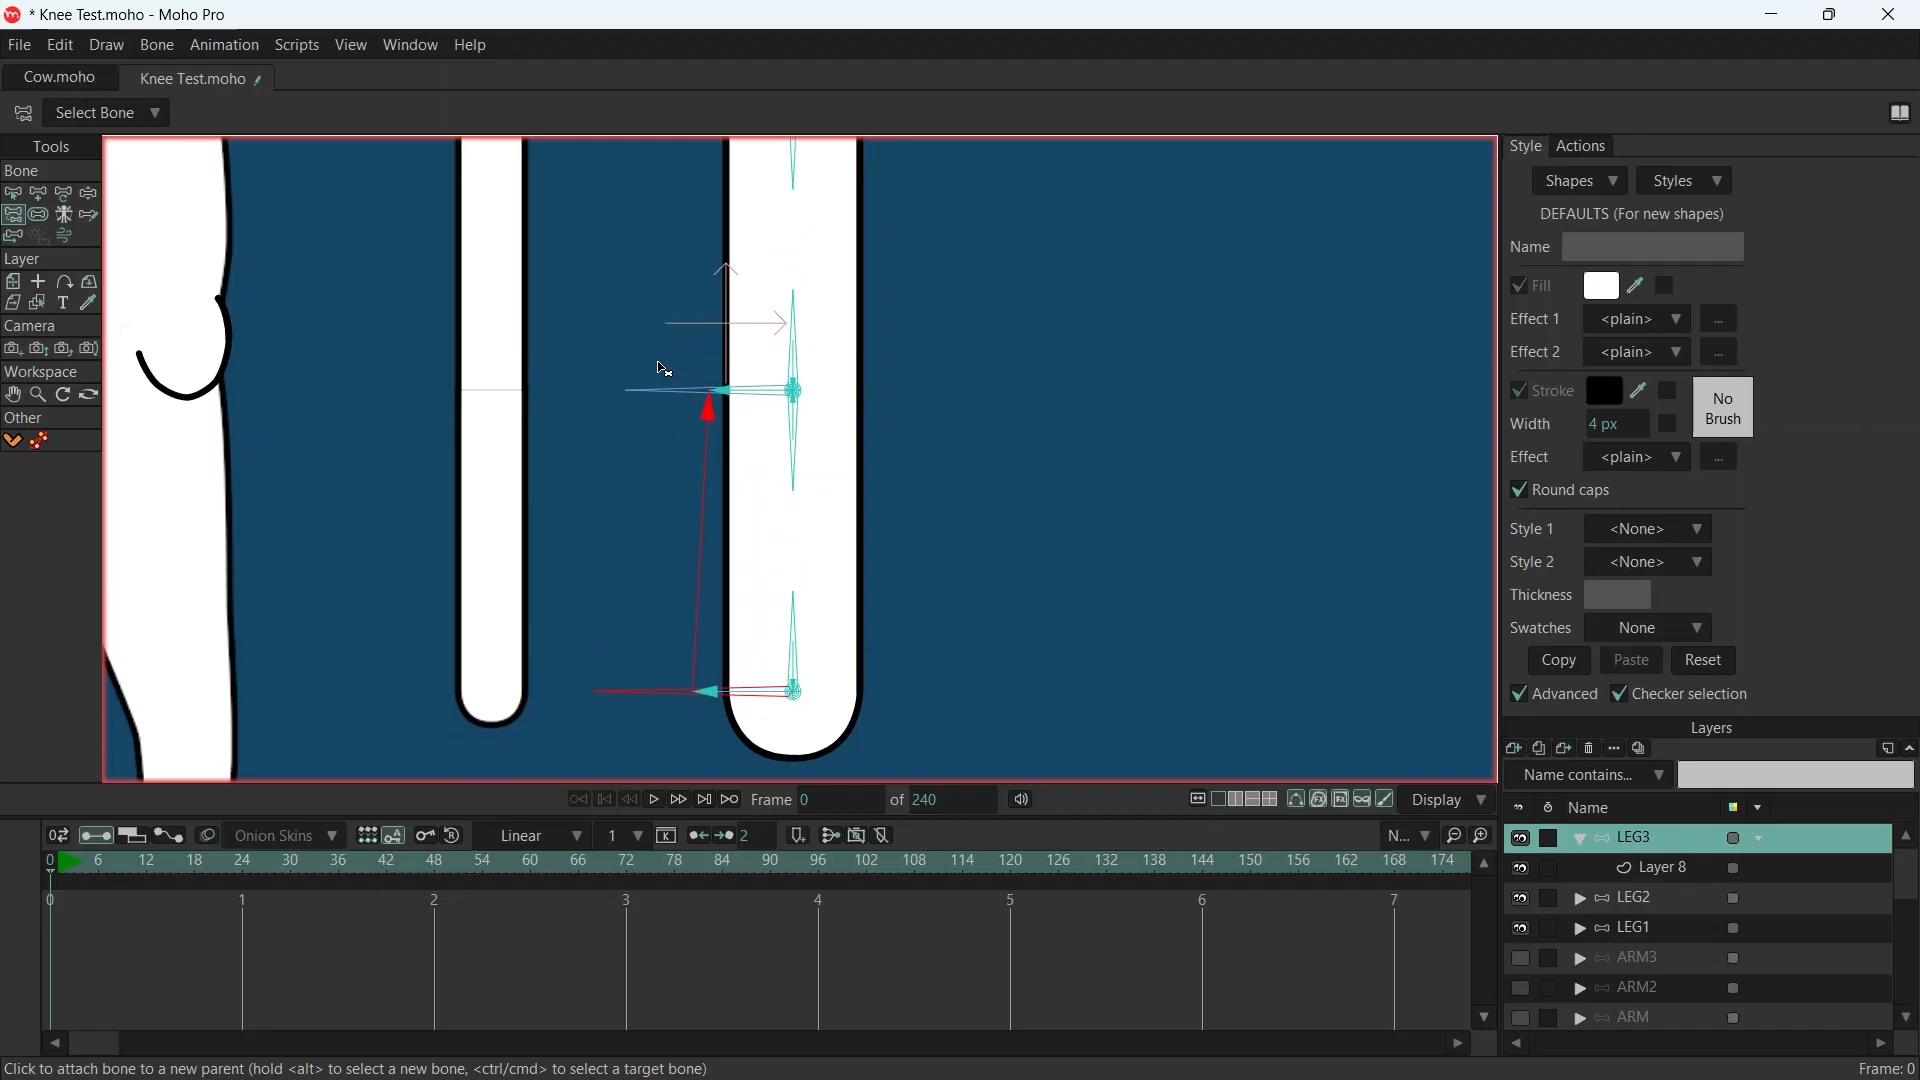 * Knee Test.moho - Moho Pro
File Edit Draw Bone Animation Scripts View Window Help
Cow.moho Knee Test.moho
Select Bone
Tools
Bone
Layer
Camera
Workspace
Other
Style Actions
Shapes Styles
DEFAULTS (For new shapes)
Name
Fill
Effect 1 <plain> ...
Effect 2 <plain> ...
Stroke No Brush
Width 4 px
Effect <plain> ...
Round caps
Style 1 <None>
Style 2 <None>
Thickness
Swatches None
Copy Paste Reset
Advanced Checker selection
Layers
Name contains...
Name
LEG3
Layer 8
LEG2
LEG1
ARM3
ARM2
ARM
Frame 0 of 240 Display
Onion Skins Linear 1 2 N...
0 6 12 18 24 30 36 42 48 54 60 66 72 78 84 90 96 102 108 114 120 126 132 138 144 150 156 162 168 174
0 1 2 3 4 5 6 7
Click to attach bone to a new parent (hold <alt> to select a new bone, <ctrl/cmd> to select a target bone) Frame: 0